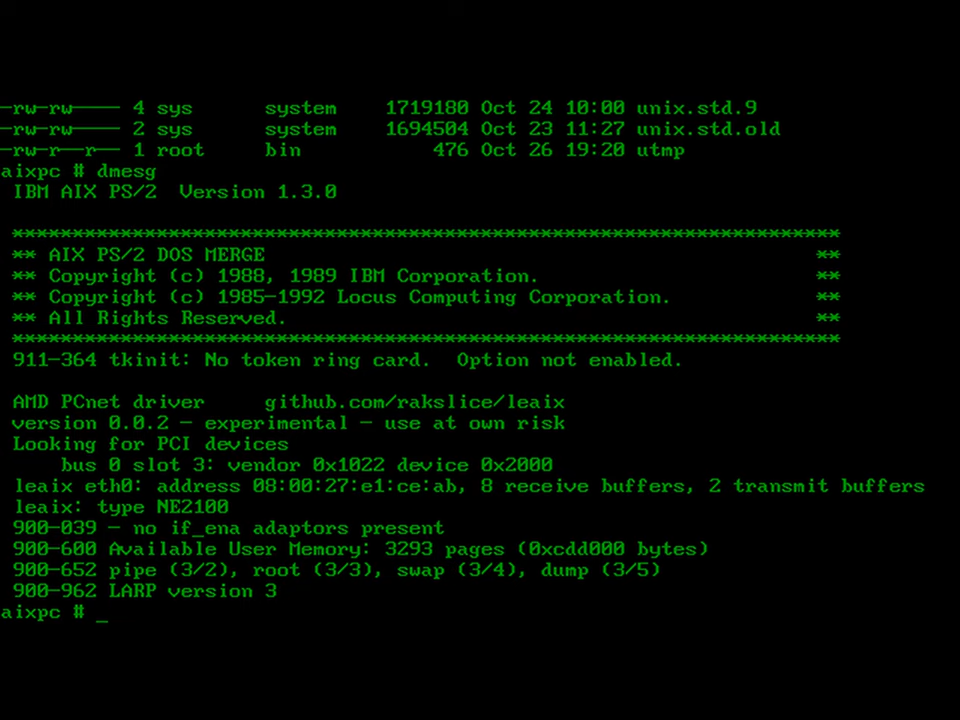 -rw-rw---- 4 sys      system    1719180 Oct 24 10:00 unix.std.9
-rw-rw---- 2 sys      system    1694504 Oct 23 11:27 unix.std.old
-rw-r--r-- 1 root     bin           476 Oct 26 19:20 utmp
aixpc # dmesg
IBM AIX PS/2  Version 1.3.0
*********************************************************************
** AIX PS/2 DOS MERGE                                              **
** Copyright (c) 1988, 1989 IBM Corporation.                       **
** Copyright (c) 1985-1992 Locus Computing Corporation.            **
** All Rights Reserved.                                            **
*********************************************************************
911-364 tkinit: No token ring card.  Option not enabled.
AMD PCnet driver     github.com/rakslice/leaix
version 0.0.2 - experimental - use at own risk
Looking for PCI devices
    bus 0 slot 3: vendor 0x1022 device 0x2000
leaix eth0: address 08:00:27:e1:ce:ab, 8 receive buffers, 2 transmit buffers
leaix: type NE2100
900-039 - no if_ena adaptors present
900-600 Available User Memory: 3293 pages (0xcdd000 bytes)
900-652 pipe (3/2), root (3/3), swap (3/4), dump (3/5)
900-962 LARP version 3
aixpc # _